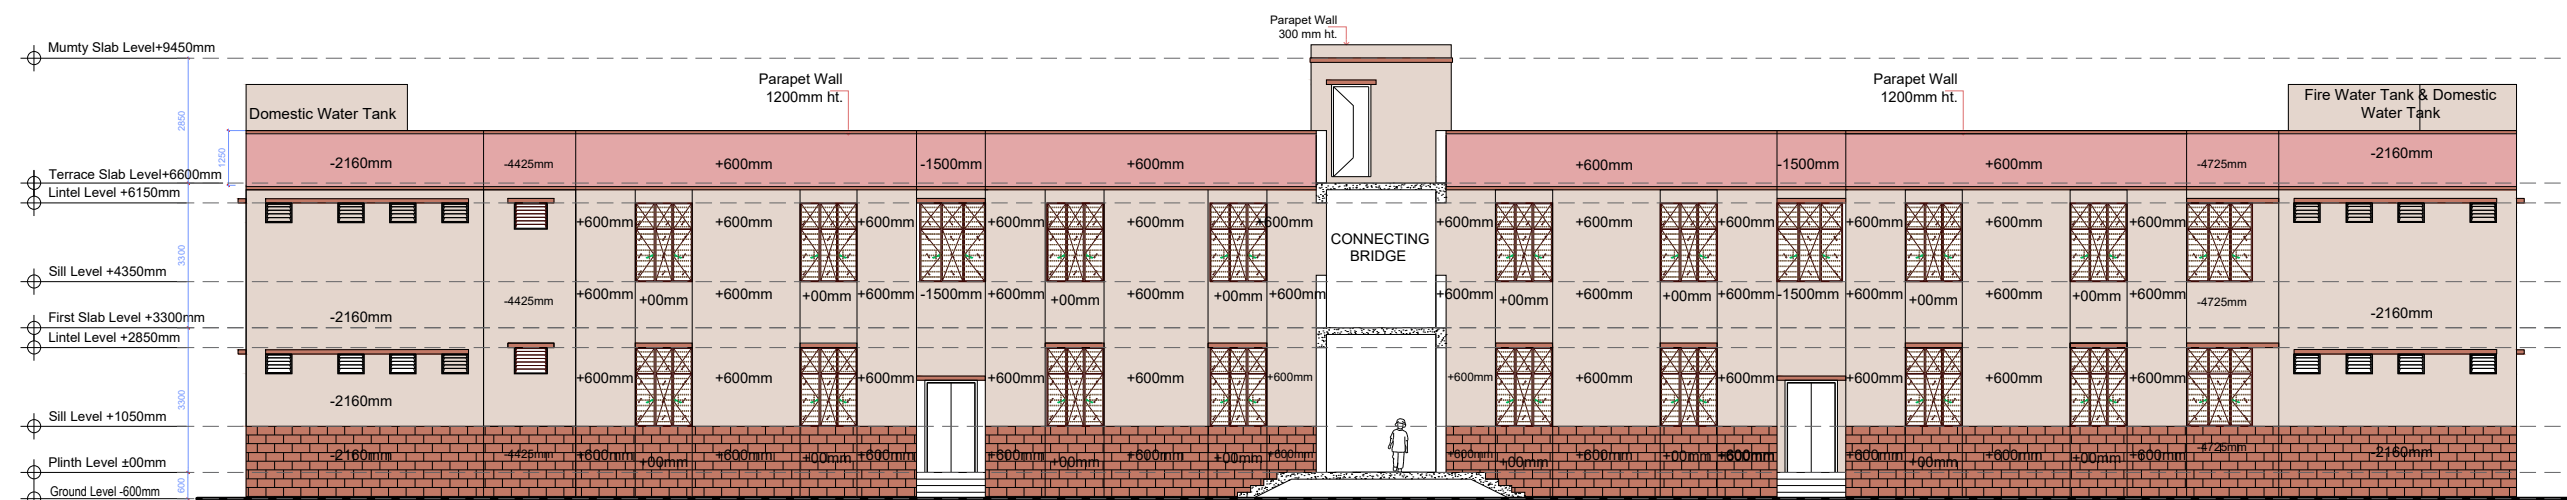 Parapet Wall
300 mm ht.
Mumty Slab Level+9450mm
Parapet Wall
1200mm ht.
Parapet Wall
1200mm ht.
Domestic Water Tank
Fire Water Tank & Domestic
Water Tank
2850
1250
-2160mm
-4425mm
+600mm
-1500mm
+600mm
+600mm
-1500mm
+600mm
-4725mm
-2160mm
Terrace Slab Level+6600mm
Lintel Level +6150mm
+600mm
+600mm
+600mm
+600mm
+600mm
+600mm
+600mm
+600mm
+600mm
+600mm
+600mm
+600mm
CONNECTING
BRIDGE
3300
Sill Level +4350mm
-4425mm
+600mm
+00mm
+600mm
+00mm
+600mm
-1500mm
+600mm
+00mm
+600mm
+00mm
+600mm
+600mm
+00mm
+600mm
+00mm
+600mm
-1500mm
+600mm
+00mm
+600mm
+00mm
+600mm
-4725mm
First Slab Level +3300mm
-2160mm
-2160mm
Lintel Level +2850mm
+600mm
+600mm
+600mm
+600mm
+600mm
+600mm
+600mm
+600mm
+600mm
+600mm
+600mm
+600mm
-2160mm
3300
Sill Level +1050mm
-2160mm
-4425mm
+600mm
+00mm
+600mm
+00mm
+600mm
+600mm
+00mm
+600mm
+00mm
+600mm
+600mm
+00mm
+600mm
+00mm
+600mm
+600mm
+00mm
+600mm
+00mm
+600mm
-4725mm
-2160mm
Plinth Level ±00mm
600
Ground Level -600mm